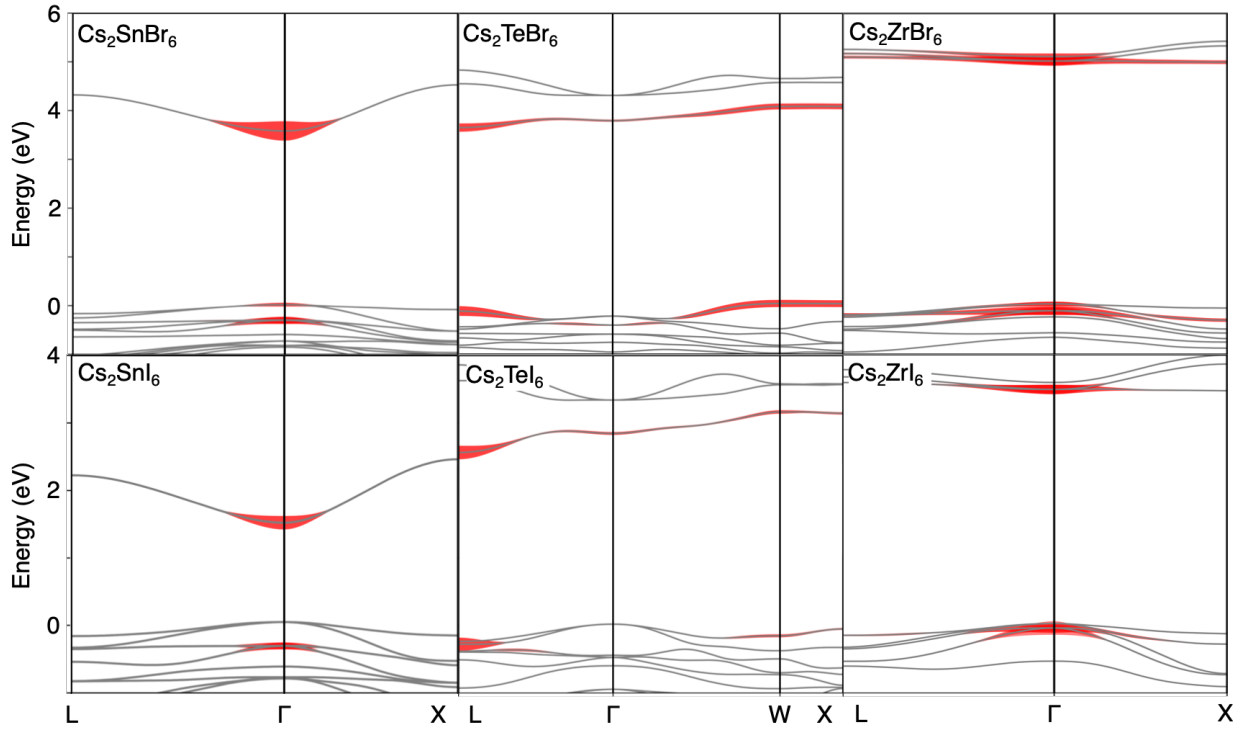 6
Cs₂SnBr₆
Cs₂TeBr₆
Cs₂ZrBr₆
4
2
0
Energy (eV)
4
Cs₂SnI₆
Cs₂TeI₆
Cs₂ZrI₆
2
0
Energy (eV)
L Γ X L Γ W X L Γ X